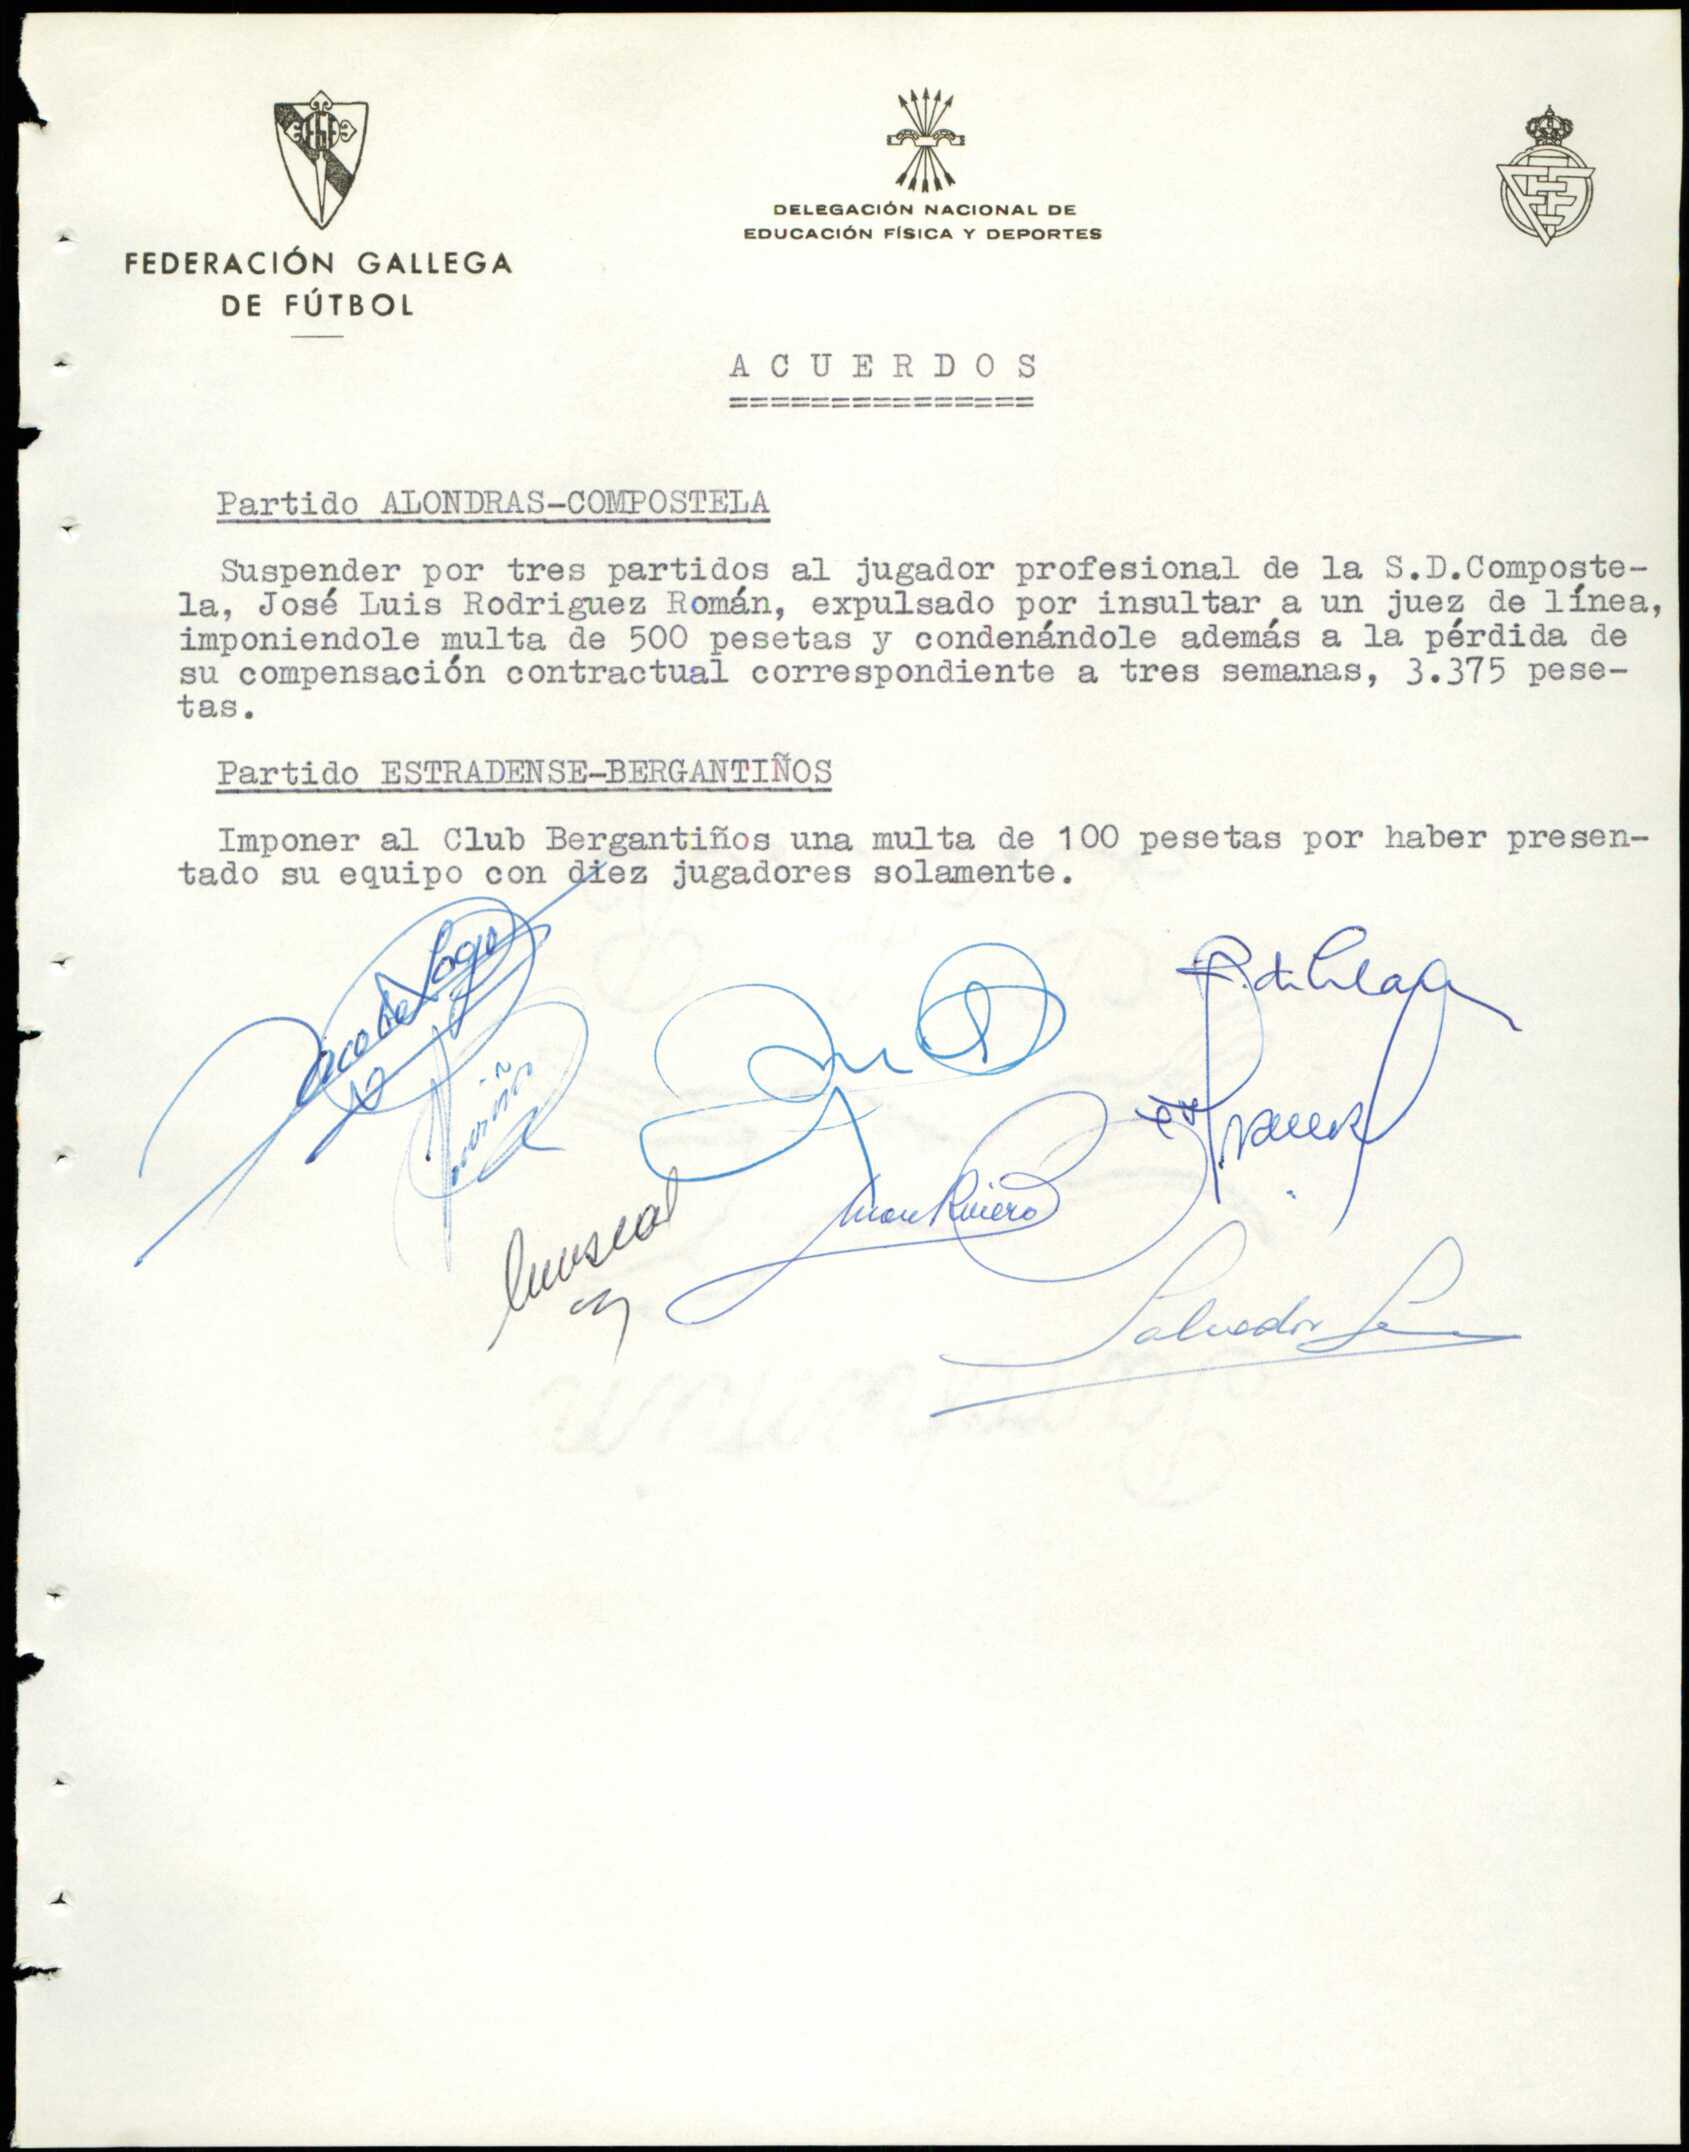 FEDERACIÓN GALLEGA
DE FÚTBOL
DELEGACIÓN NACIONAL DE
EDUCACIÓN FÍSICA Y DEPORTES
A C U E R D O S
===============
Partido ALONDRAS-COMPOSTELA
Suspender por tres partidos al jugador profesional de la S.D.Composte-
la, José Luis Rodriguez Román, expulsado por insultar a un juez de línea,
imponiendole multa de 500 pesetas y condenándole además a la pérdida de
su compensación contractual correspondiente a tres semanas, 3.375 pese-
tas.
Partido ESTRADENSE-BERGANTIÑOS
Imponer al Club Bergantiños una multa de 100 pesetas por haber presen-
tado su equipo con diez jugadores solamente.
Riveiro
Salvador